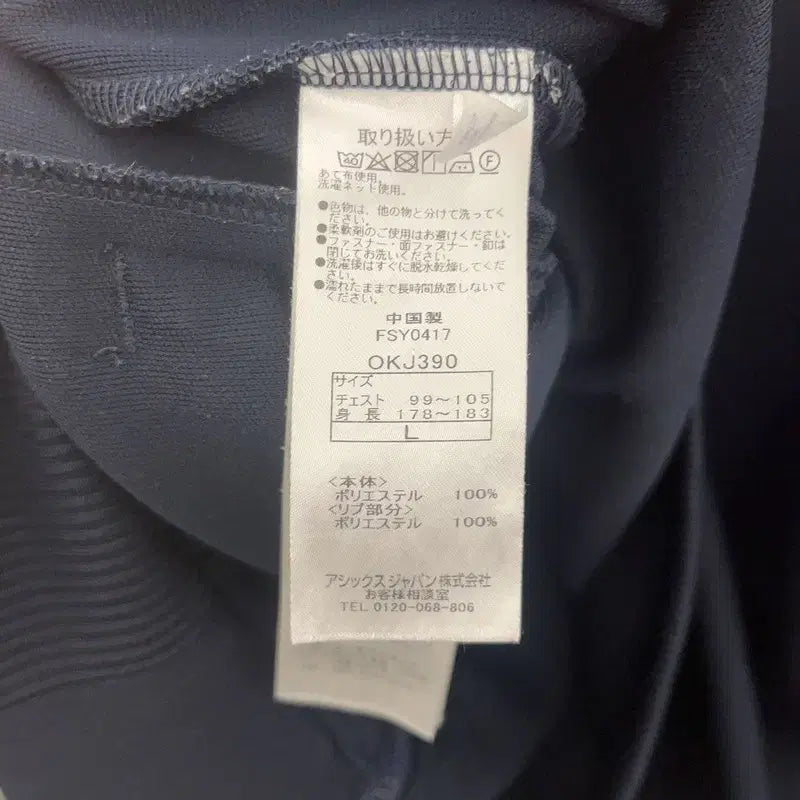 取り扱い方
40 F
あて布使用。
洗濯ネット使用。
●色物は、他の物と分けて洗ってく
ださい。
●柔軟剤のご使用はお避けください。
●ファスナー・面ファスナー・釦は
閉じてお洗いください。
●洗濯後はすぐに脱水乾燥してくだ
さい。
●濡れたままで長時間放置しないで
ください。
中国製
FSY0417
OKJ390
サイズ
チェスト 99～105
身長 178～183
L
<本体>
ポリエステル 100%
<リブ部分>
ポリエステル 100%
アシックスジャパン株式会社
お客様相談室
TEL 0120-068-806